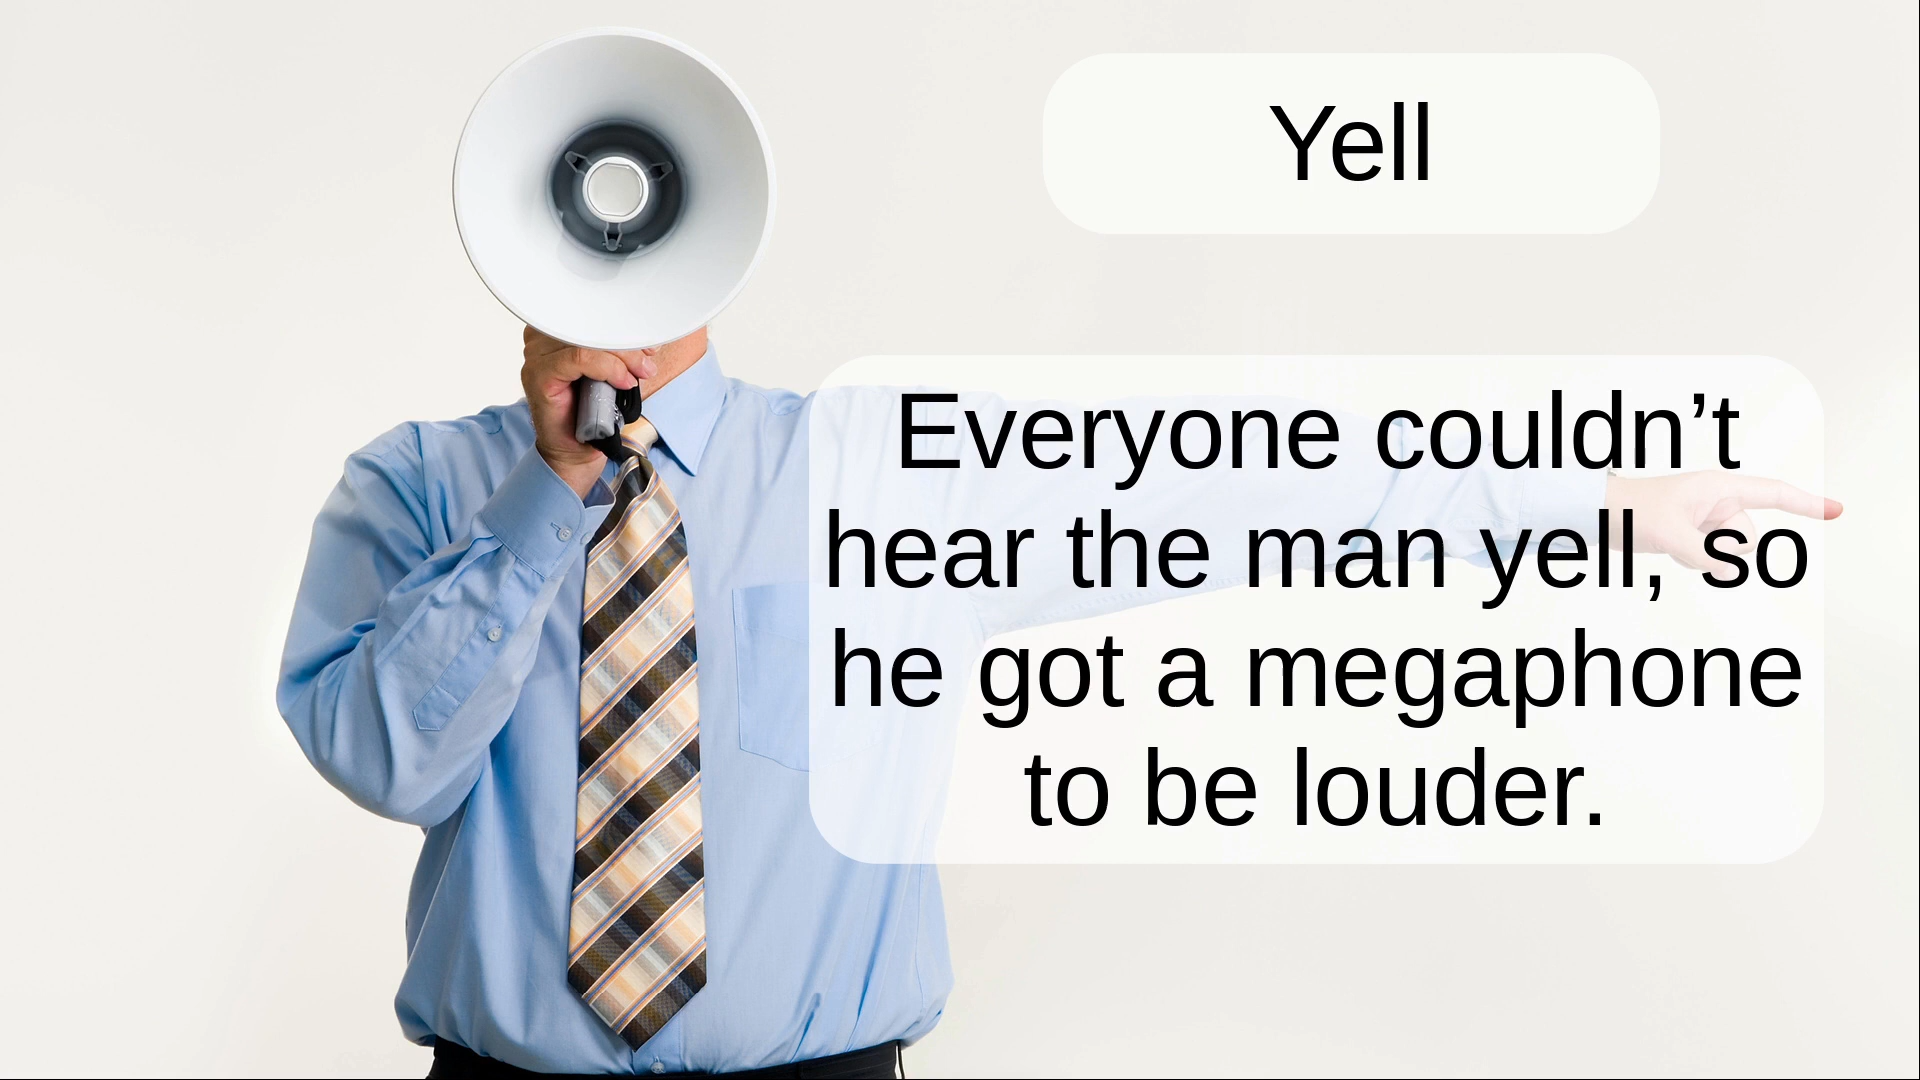 Yell
Everyone couldn’t
hear the man yell, so
he got a megaphone
to be louder.